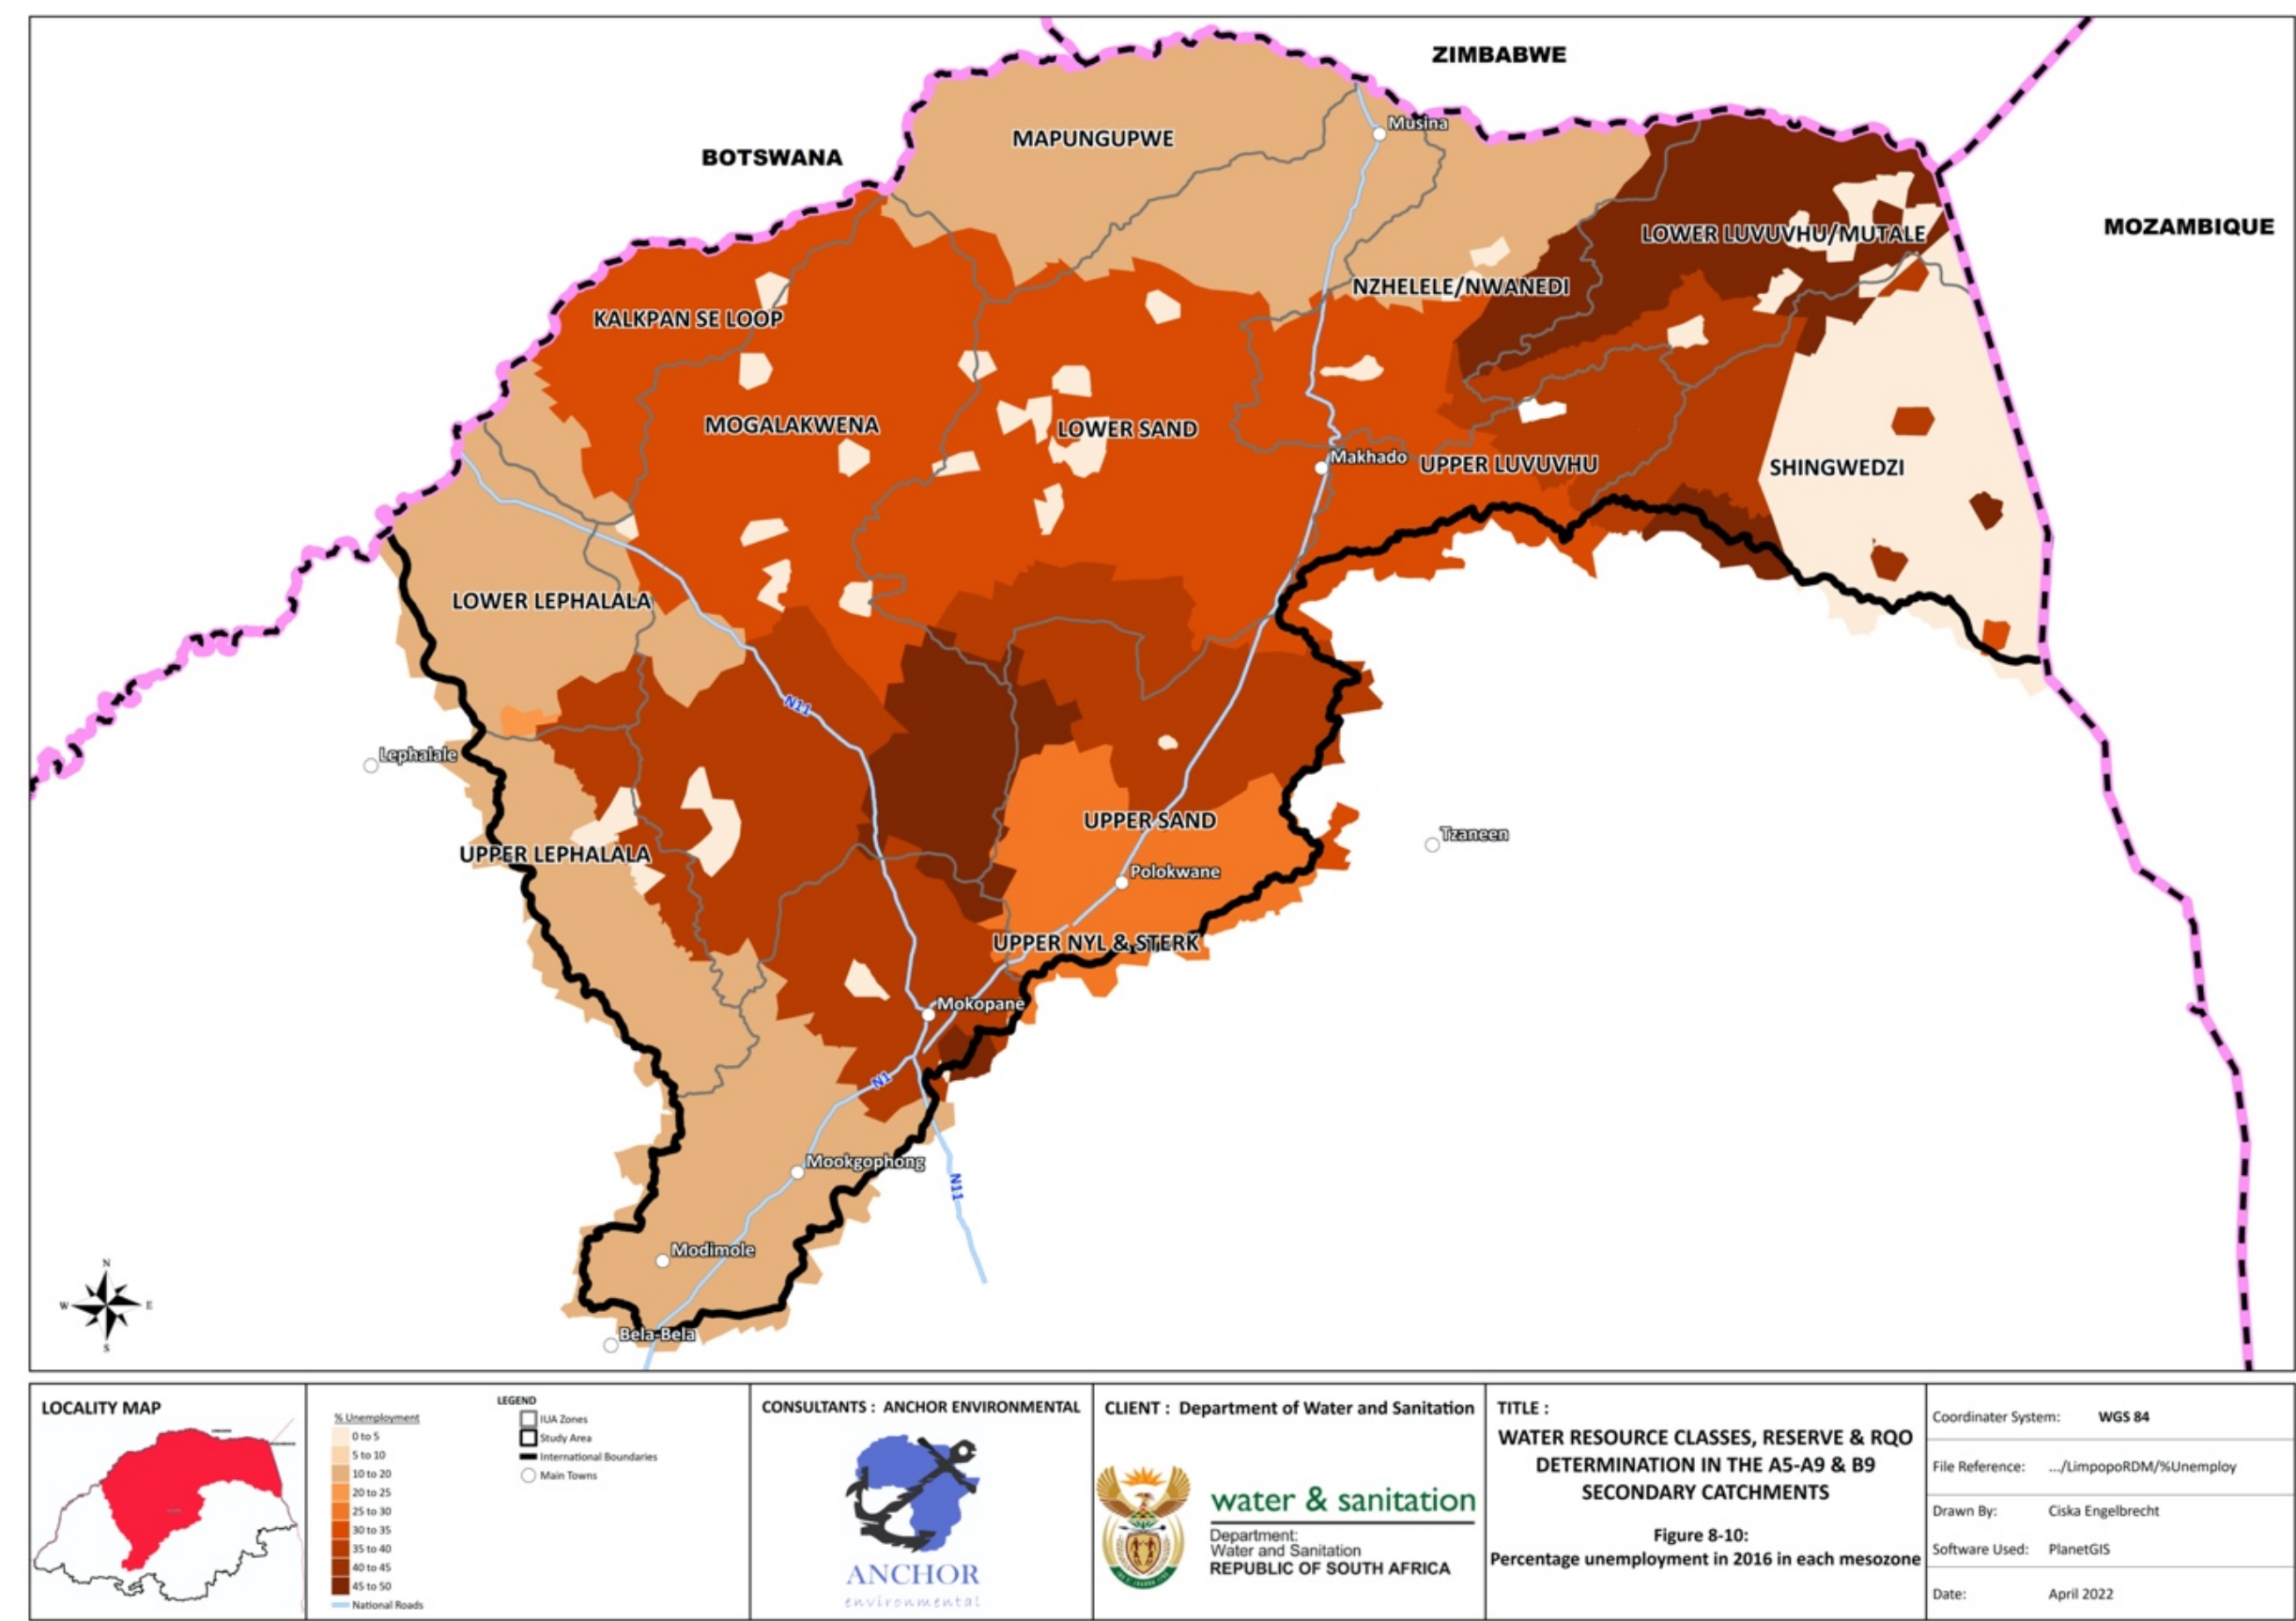 ZIMBABWE
BOTSWANA
MOZAMBIQUE
MAPUNGUPWE
Musina
LOWER LUVUVHU/MUTALE
NZHELELE/NWANEDI
KALKPAN SE LOOP
MOGALAKWENA
LOWER SAND
Makhado
UPPER LUVUVHU
SHINGWEDZI
LOWER LEPHALALA
N11
Lephalale
UPPER SAND
Tzaneen
UPPER LEPHALALA
Polokwane
UPPER NYL & STERK
Mokopane
N1
Mookgophong
N11
Modimole
Bela-Bela
N
W
E
S
LOCALITY MAP
% Unemployment
0 to 5
5 to 10
10 to 20
20 to 25
25 to 30
30 to 35
35 to 40
40 to 45
45 to 50
National Roads
LEGEND
IUA Zones
Study Area
International Boundaries
Main Towns
CONSULTANTS : ANCHOR ENVIRONMENTAL
ANCHOR
environmental
CLIENT : Department of Water and Sanitation
water & sanitation
Department:
Water and Sanitation
REPUBLIC OF SOUTH AFRICA
TITLE :
WATER RESOURCE CLASSES, RESERVE & RQO
DETERMINATION IN THE A5-A9 & B9
SECONDARY CATCHMENTS
Figure 8-10:
Percentage unemployment in 2016 in each mesozone
Coordinater System: WGS 84
File Reference: .../LimpopoRDM/%Unemploy
Drawn By: Ciska Engelbrecht
Software Used: PlanetGIS
Date: April 2022